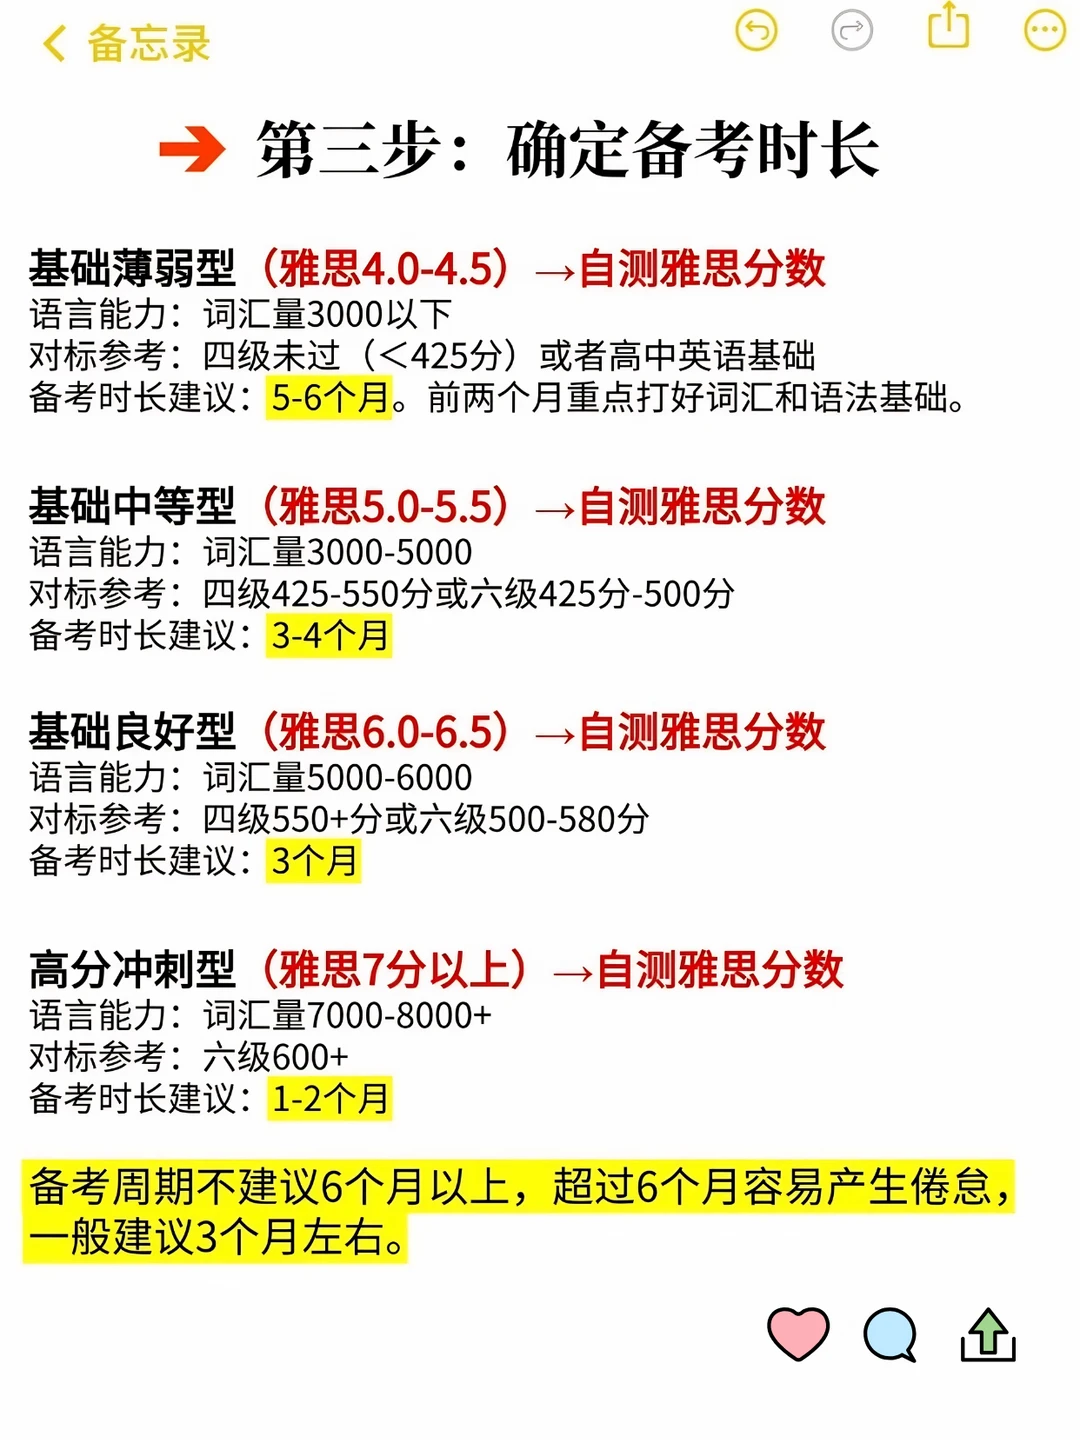 备忘录
第三步：确定备考时长
基础薄弱型（雅思4.0-4.5）→自测雅思分数
语言能力：词汇量3000以下
对标参考：四级未过（＜425分）或者高中英语基础
备考时长建议：5-6个月。前两个月重点打好词汇和语法基础。
基础中等型（雅思5.0-5.5）→自测雅思分数
语言能力：词汇量3000-5000
对标参考：四级425-550分或六级425分-500分
备考时长建议：3-4个月
基础良好型（雅思6.0-6.5）→自测雅思分数
语言能力：词汇量5000-6000
对标参考：四级550+分或六级500-580分
备考时长建议：3个月
高分冲刺型（雅思7分以上）→自测雅思分数
语言能力：词汇量7000-8000+
对标参考：六级600+
备考时长建议：1-2个月
备考周期不建议6个月以上，超过6个月容易产生倦怠，
一般建议3个月左右。